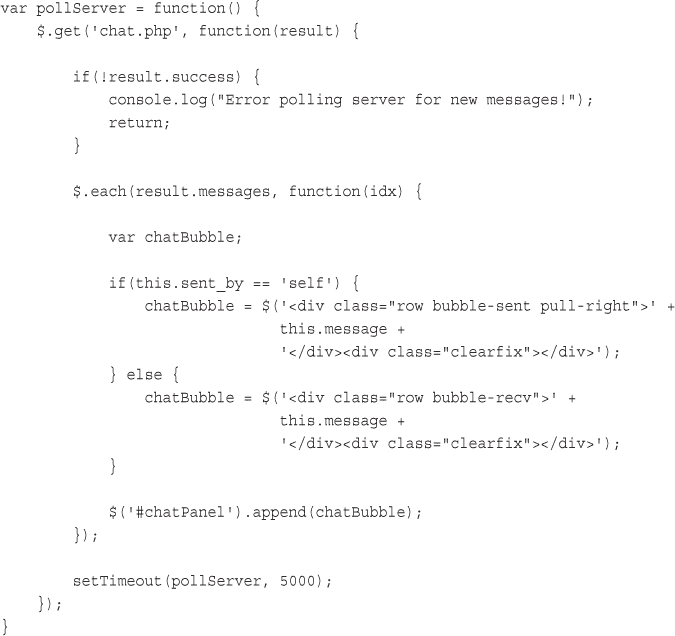 var pollServer = function() {
    $.get('chat.php', function(result) {

        if(!result.success) {
            console.log("Error polling server for new messages!");
            return;
        }

        $.each(result.messages, function(idx) {

            var chatBubble;

            if(this.sent_by == 'self') {
                chatBubble = $('<div class="row bubble-sent pull-right">' +
                               this.message +
                               '</div><div class="clearfix"></div>');
            } else {
                chatBubble = $('<div class="row bubble-recv">' +
                               this.message +
                               '</div><div class="clearfix"></div>');
            }

            $('#chatPanel').append(chatBubble);
        });

        setTimeout(pollServer, 5000);
    });
}